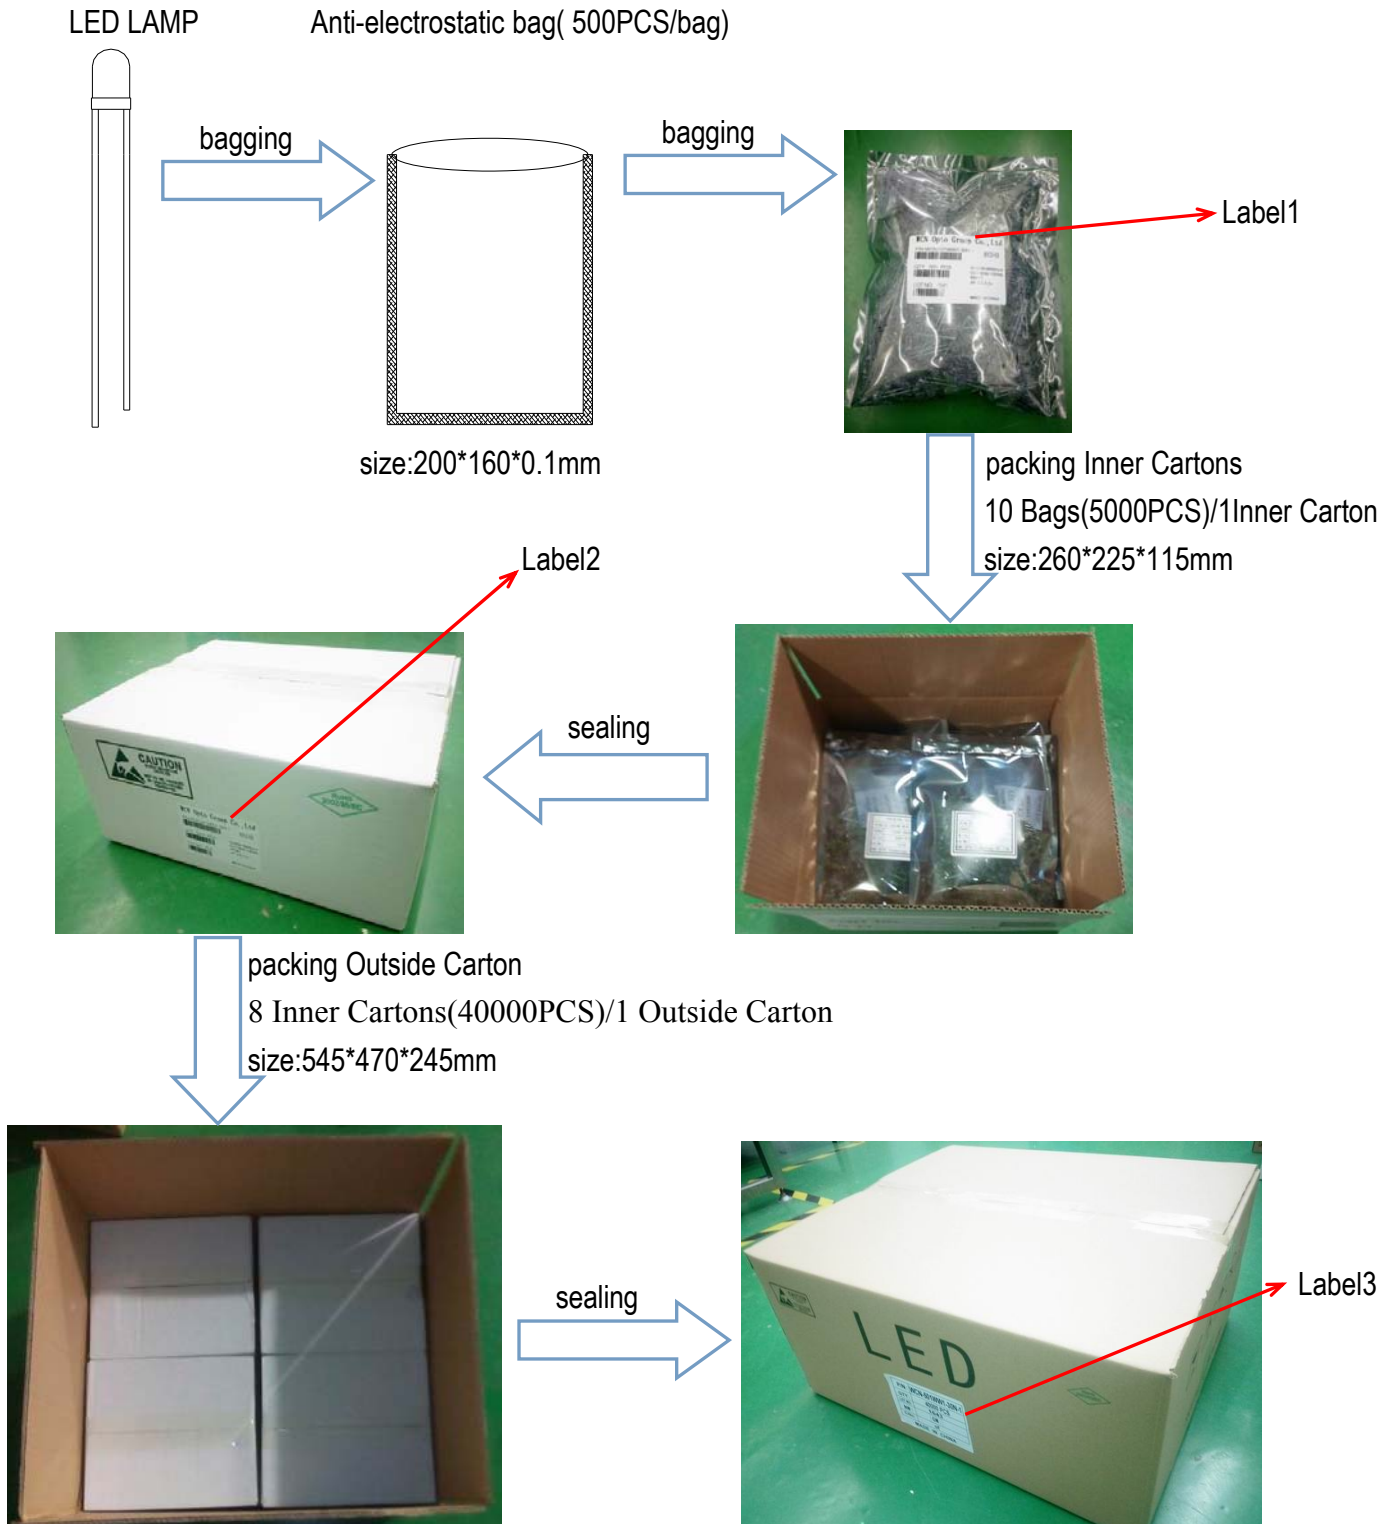 LED LAMP
Anti-electrostatic bag( 500PCS/bag)
bagging
bagging
Label1
size:200*160*0.1mm
packing Inner Cartons
10 Bags(5000PCS)/1Inner Carton
size:260*225*115mm
Label2
sealing
CAUTION
packing Outside Carton
8 Inner Cartons(40000PCS)/1 Outside Carton
size:545*470*245mm
sealing
Label3
LED